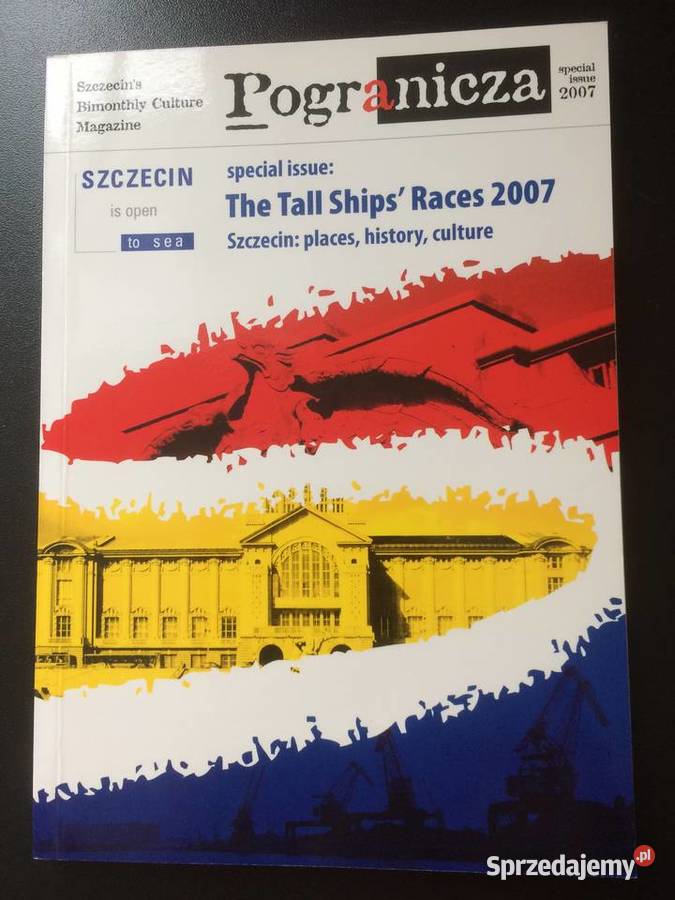 Szczecin's
Bimonthly Culture
Magazine
Pogranicza
special
issue
2007
SZCZECIN
is open
to sea
special issue:
The Tall Ships' Races 2007
Szczecin: places, history, culture
Sprzedajemy.pl